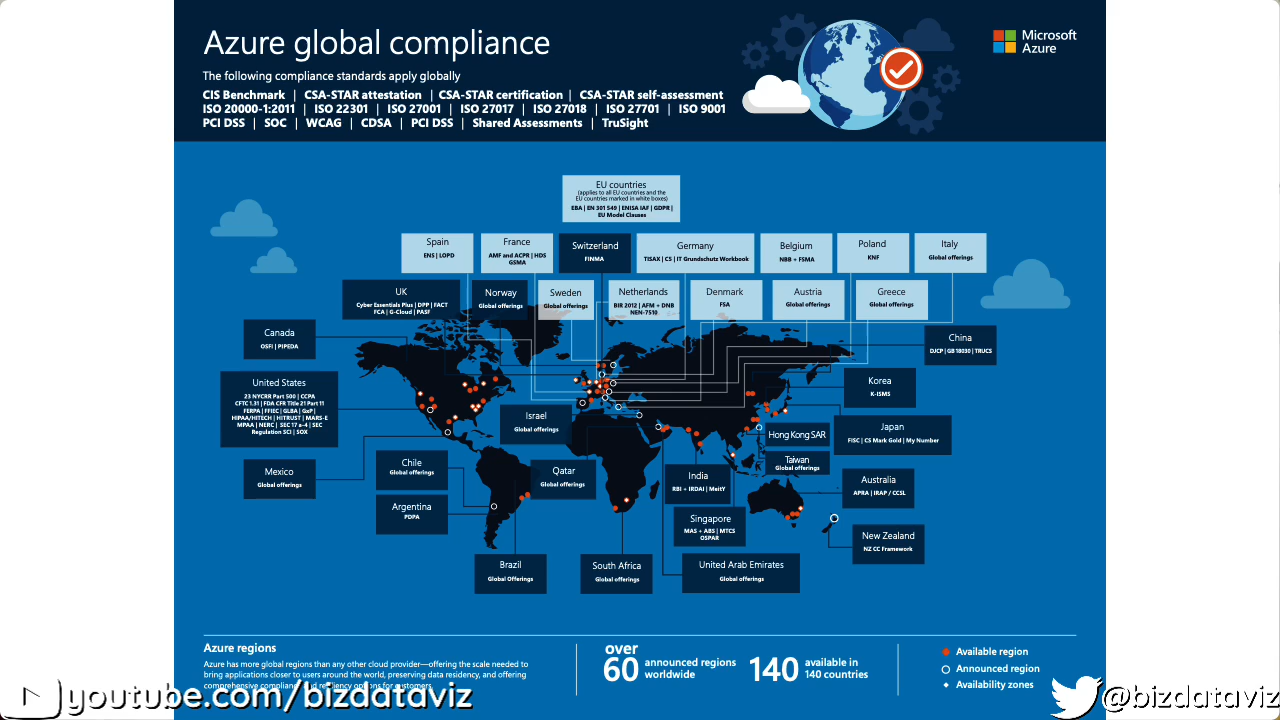 Azure global compliance
Microsoft
Azure
The following compliance standards apply globally
CIS Benchmark | CSA-STAR attestation | CSA-STAR certification | CSA-STAR self-assessment
ISO 20000-1:2011 | ISO 22301 | ISO 27001 | ISO 27017 | ISO 27018 | ISO 27701 | ISO 9001
PCI DSS | SOC | WCAG | CDSA | PCI DSS | Shared Assessments | TruSight
EU countries
(applies to all EU countries and the
EU countries marked in white boxes)
EBA | EN 301 549 | ENISA IAF | GDPR |
EU Model Clauses
Spain
ENS | LOPD
France
AMF and ACPR | HDS
GSMA
Switzerland
FINMA
Germany
TISAX | C5 | IT Grundschutz Workbook
Belgium
NBB + FSMA
Poland
KNF
Italy
Global offerings
UK
Cyber Essentials Plus | DPP | FACT
FCA | G-Cloud | PASF
Norway
Global offerings
Sweden
Global offerings
Netherlands
BIR 2012 | AFM + DNB
NEN-7510
Denmark
FSA
Austria
Global offerings
Greece
Global offerings
Canada
OSFI | PIPEDA
China
DJCP | GB 18030 | TRUCS
United States
23 NYCRR Part 500 | CCPA
CFTC 1.31 | FDA CFR Title 21 Part 11
FERPA | FFIEC | GLBA | GxP |
HIPAA/HITECH | HITRUST | MARS-E
MPAA | NERC | SEC 17 a-4 | SEC
Regulation SCI | SOX
Korea
K-ISMS
Israel
Global offerings
Japan
FISC | CS Mark Gold | My Number
Hong Kong SAR
Taiwan
Global offerings
Mexico
Global offerings
Chile
Global offerings
Qatar
Global offerings
India
RBI + IRDAI | MeitY
Australia
APRA | IRAP / CCSL
Argentina
PDPA
Singapore
MAS + ABS | MTCS
OSPAR
New Zealand
NZ CC Framework
Brazil
Global Offerings
South Africa
Global offerings
United Arab Emirates
Global offerings
Azure regions
Azure has more global regions than any other cloud provider—offering the scale needed to
bring applications closer to users around the world, preserving data residency, and offering
comprehensive compliance and resiliency options for customers.
over
60 announced regions
worldwide
140 available in
140 countries
Available region
Announced region
Availability zones
youtube.com/bizdataviz
@bizdataviz